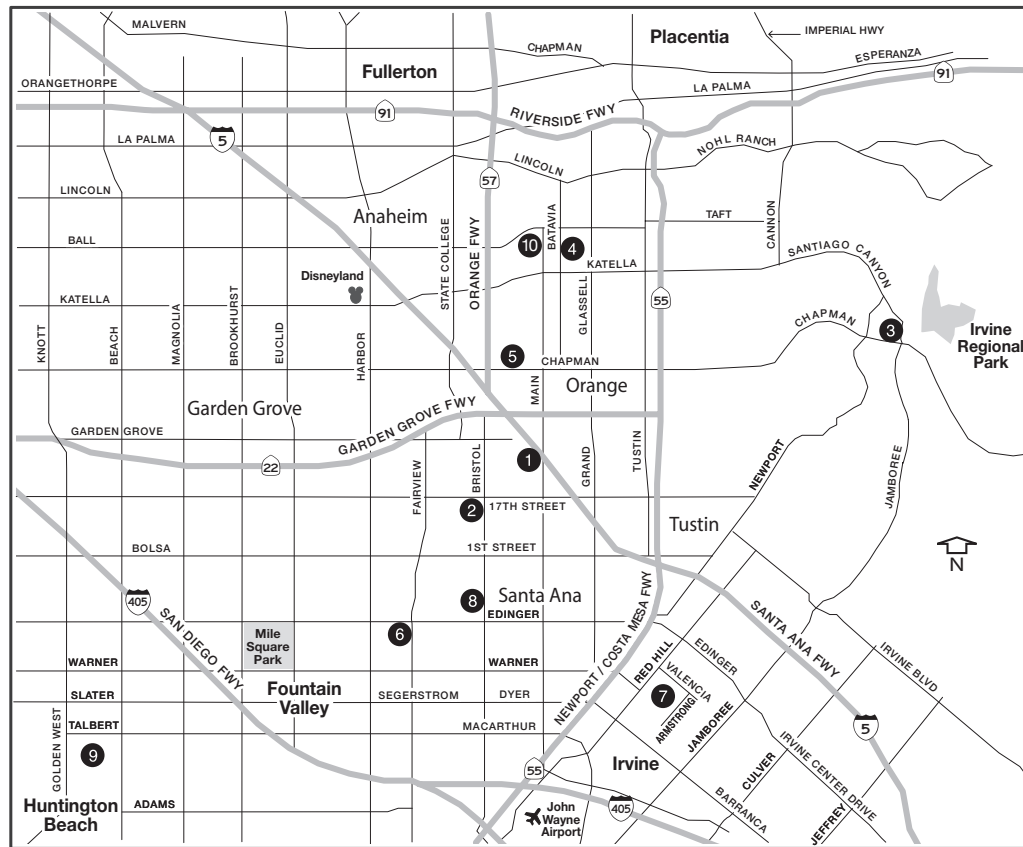 MALVERN
CHAPMAN
Placentia
IMPERIAL HWY
ESPERANZA
Fullerton
91
ORANGETHORPE
LA PALMA
91
RIVERSIDE FWY
5
LA PALMA
NOHL RANCH
LINCOLN
57
LINCOLN
Anaheim
STATE COLLEGE
ORANGE FWY
BATAVIA
TAFT
CANNON
BALL
10
4
SANTIAGO CANYON
KATELLA
Disneyland
GLASSELL
55
KATELLA
KNOTT
BEACH
MAGNOLIA
BROOKHURST
EUCLID
HARBOR
CHAPMAN
3
Irvine
Regional
Park
5
CHAPMAN
MAIN
Orange
Garden Grove
GARDEN GROVE FWY
GARDEN GROVE
22
FAIRVIEW
BRISTOL
1
GRAND
TUSTIN
NEWPORT
JAMBOREE
2
17TH STREET
Tustin
BOLSA
1ST STREET
N
405
SAN DIEGO FWY
8
Santa Ana
EDINGER
NEWPORT / COSTA MESA FWY
SANTA ANA FWY
6
Mile
Square
Park
WARNER
WARNER
RED HILL
EDINGER
VALENCIA
IRVINE BLVD
SLATER
Fountain
Valley
SEGERSTROM
DYER
7
ARMSTRONG
JAMBOREE
TALBERT
MACARTHUR
5
GOLDEN WEST
9
55
Irvine
CULVER
IRVINE CENTER DRIVE
Huntington
Beach
ADAMS
John
Wayne
Airport
405
BARRANCA
JEFFREY